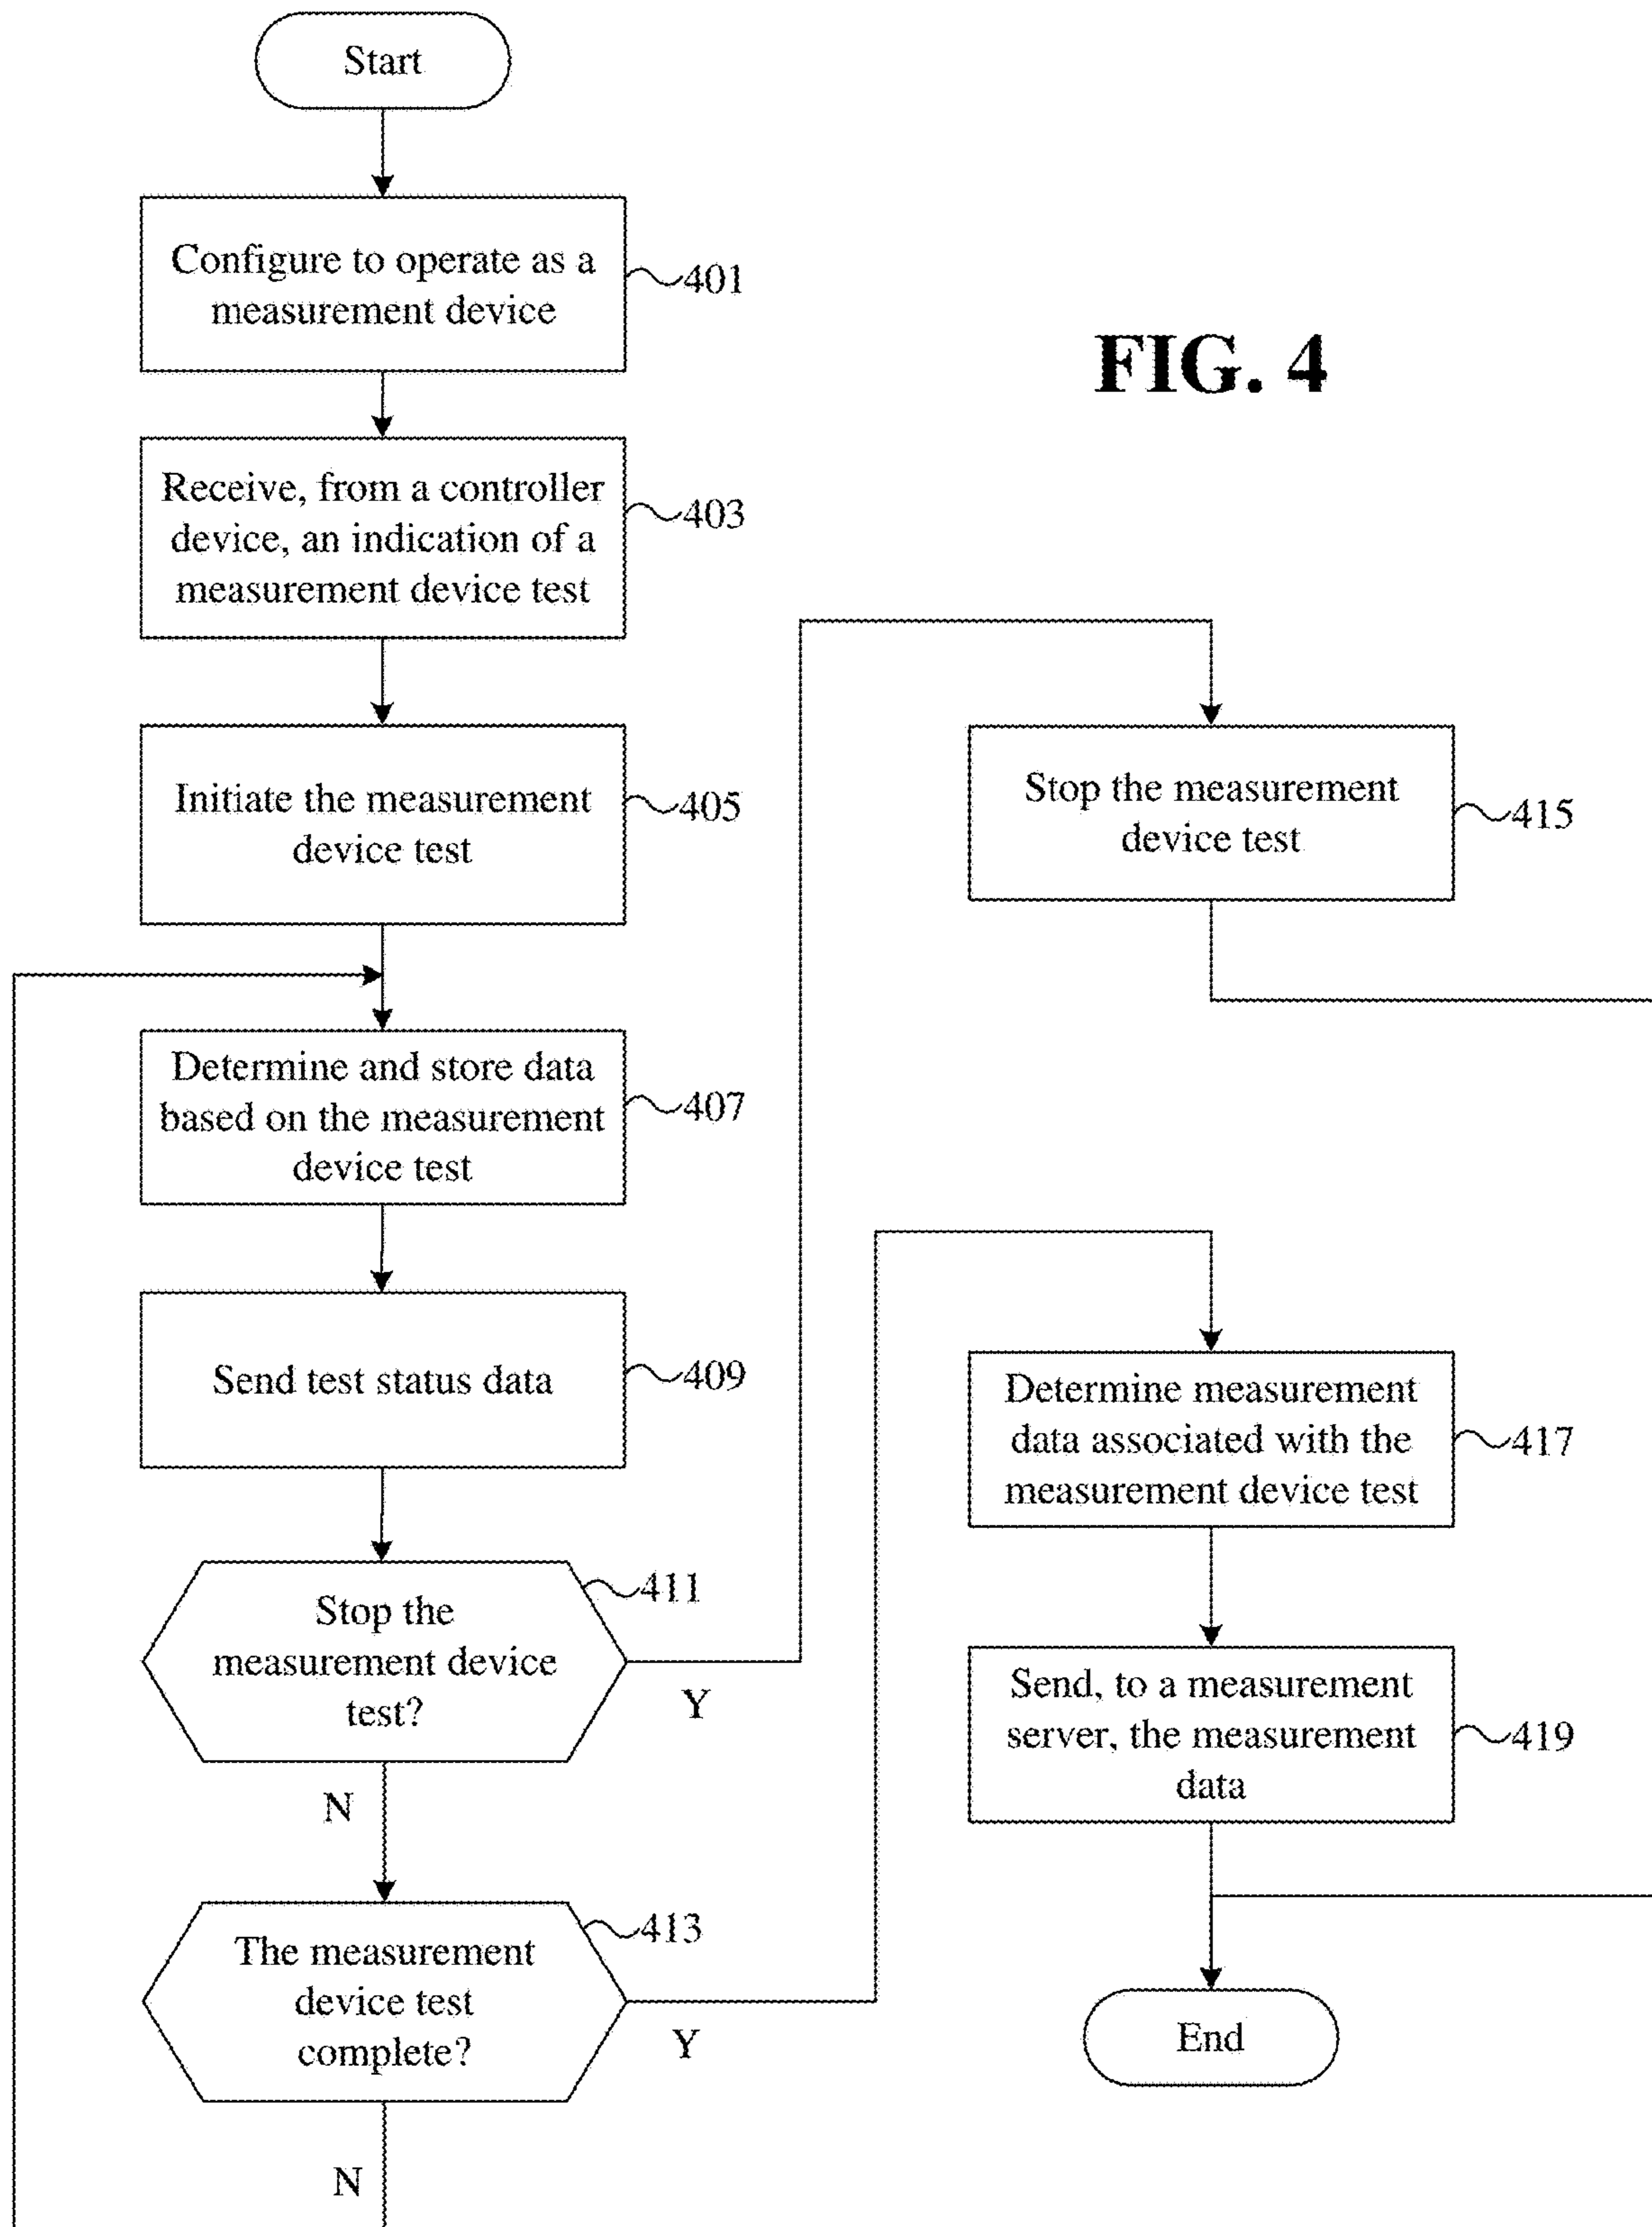 Start
Configure to operate as a
measurement device
401
FIG. 4
Receive, from a controller
device, an indication of a
measurement device test
403
Initiate the measurement
device test
405
Stop the measurement
device test
415
Determine and store data
based on the measurement
device test
407
Send test status data
409
Determine measurement
data associated with the
measurement device test
417
Stop the
measurement device
test?
411
Y
N
Send, to a measurement
server, the measurement
data
419
The measurement
device test
complete?
413
Y
N
End